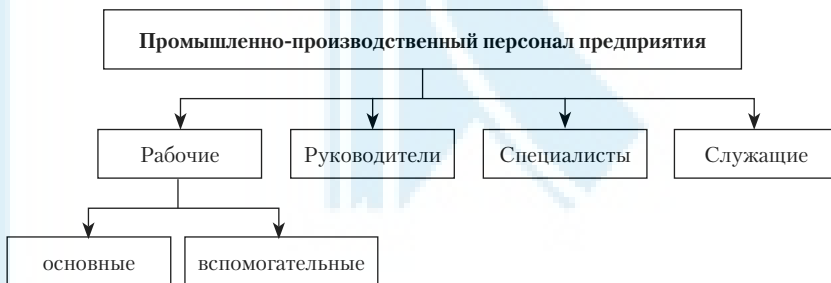 Промышленно-производственный персонал предприятия
Рабочие
Руководители
Специалисты
Служащие
основные
вспомогательные